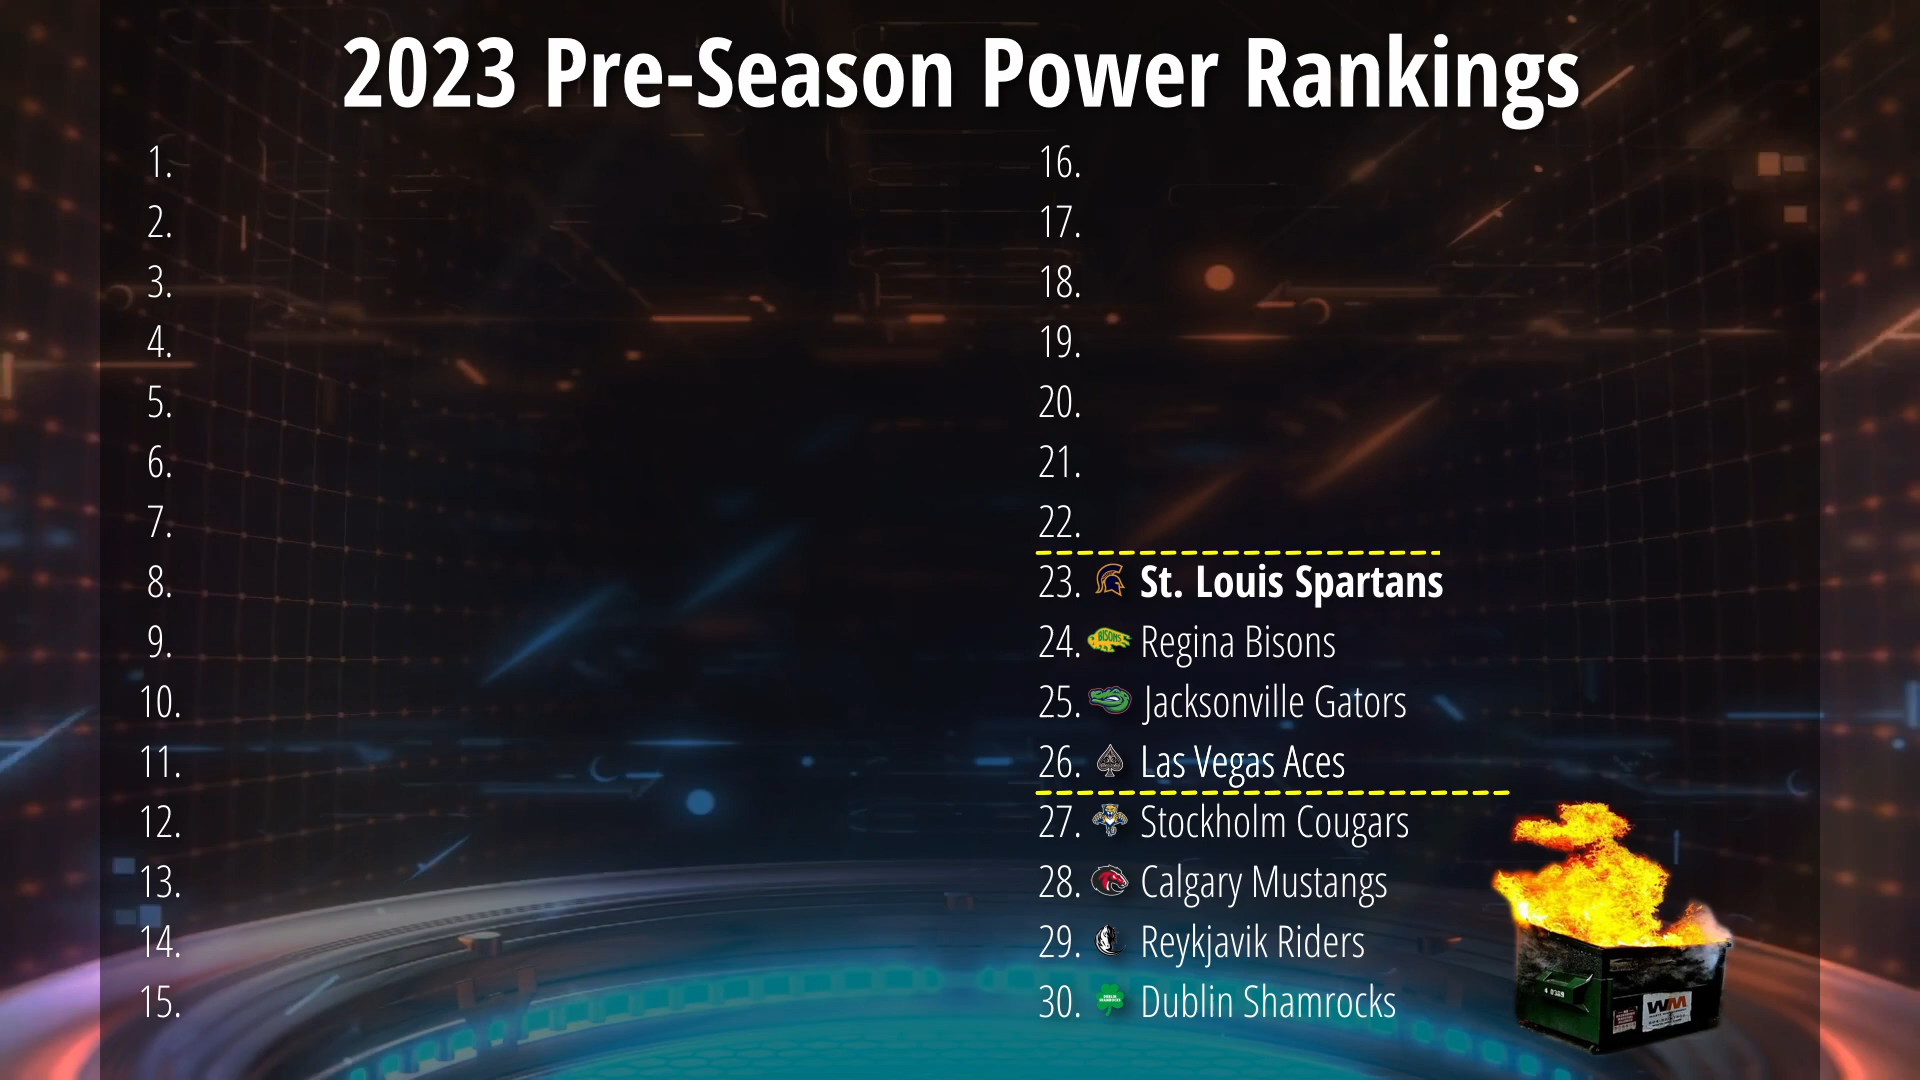 2023 Pre-Season Power Rankings
1.
2.
3.
4.
5.
6.
7.
8.
9.
10.
11.
12.
13.
14.
15.
16.
17.
18.
19.
20.
21.
22.
23. St. Louis Spartans
24. BISONS Regina Bisons
25. Jacksonville Gators
26. Las Vegas Aces
27. Stockholm Cougars
28. Calgary Mustangs
29. Reykjavik Riders
30. Dublin Shamrocks
WM